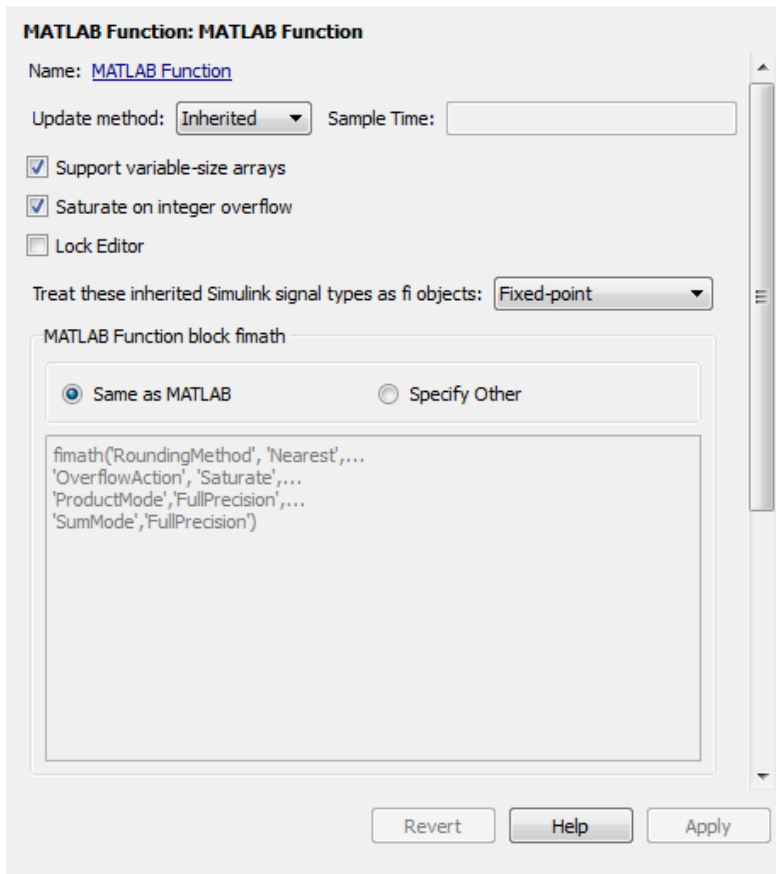 MATLAB Function: MATLAB Function
Name: MATLAB Function
Update method: Inherited Sample Time:
Support variable-size arrays
Saturate on integer overflow
Lock Editor
Treat these inherited Simulink signal types as fi objects: Fixed-point
MATLAB Function block fimath
Same as MATLAB Specify Other
fimath('RoundingMethod', 'Nearest',...
'OverflowAction', 'Saturate',...
'ProductMode','FullPrecision',...
'SumMode','FullPrecision')
Revert Help Apply